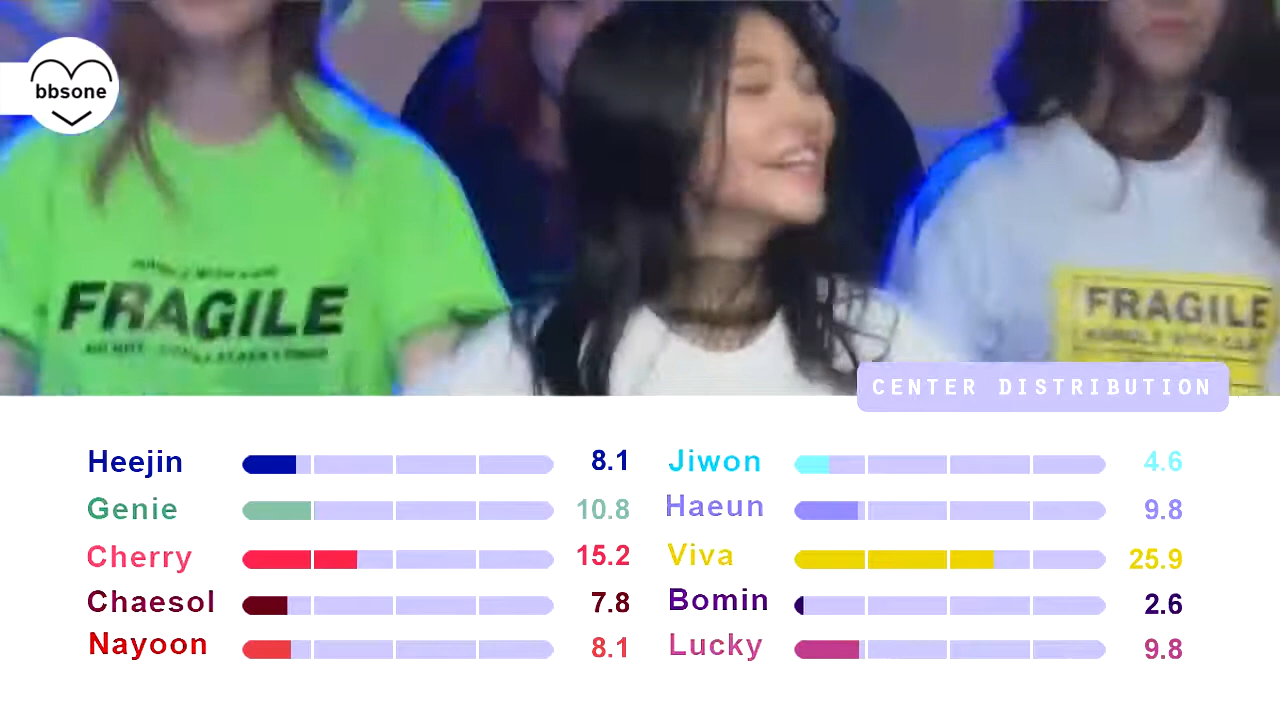 bbsone
FRAGILE
FRAGILE
CENTER DISTRIBUTION
Heejin 8.1
Jiwon 4.6
Genie 10.8
Haeun 9.8
Cherry 15.2
Viva 25.9
Chaesol 7.8
Bomin 2.6
Nayoon 8.1
Lucky 9.8